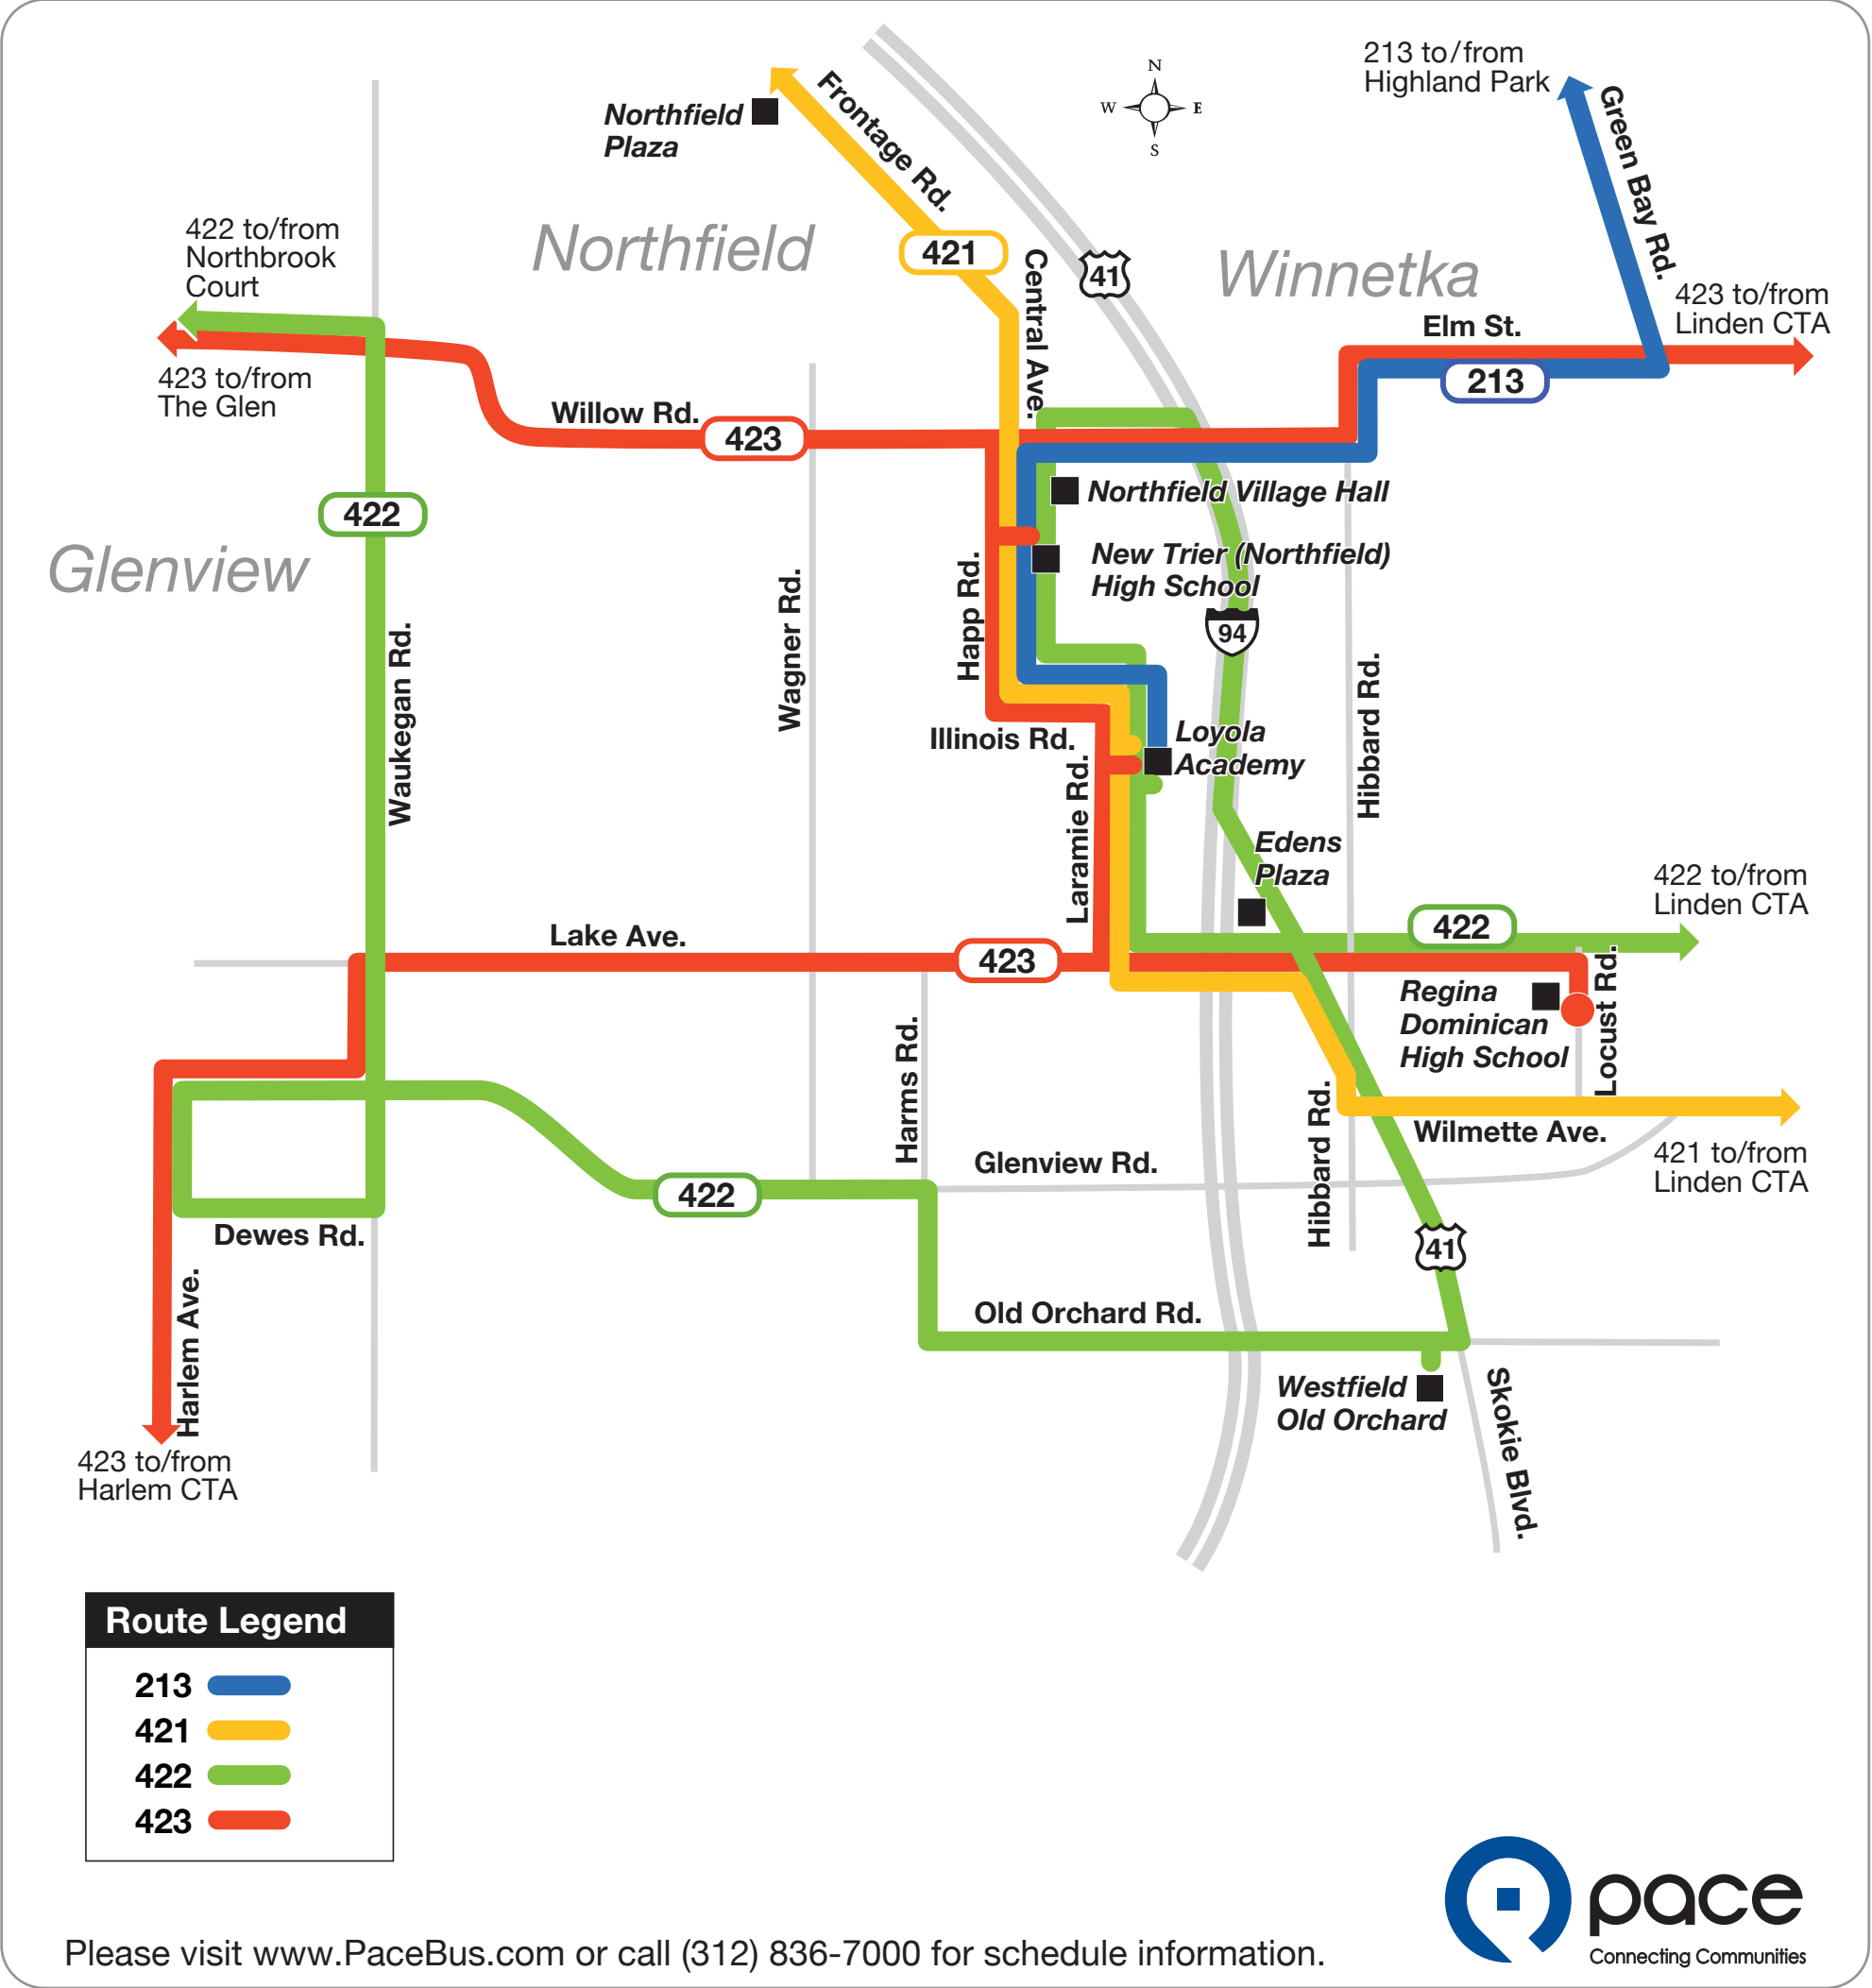 213 to/from
Highland Park
Green Bay Rd.
N
W
E
S
Northfield
Plaza
Frontage Rd.
422 to/from
Northbrook
Court
Northfield
421
Central Ave.
41
Winnetka
423 to/from
Linden CTA
Elm St.
213
423 to/from
The Glen
Willow Rd.
423
Northfield Village Hall
422
New Trier (Northfield)
High School
Glenview
Waukegan Rd.
Wagner Rd.
Happ Rd.
94
Hibbard Rd.
Illinois Rd.
Loyola
Academy
Laramie Rd.
Edens
Plaza
422 to/from
Linden CTA
422
Lake Ave.
423
Regina
Dominican
High School
Locust Rd.
Harms Rd.
Hibbard Rd.
Wilmette Ave.
421 to/from
Linden CTA
Glenview Rd.
422
Dewes Rd.
41
Harlem Ave.
Old Orchard Rd.
Westfield
Old Orchard
Skokie Blvd.
423 to/from
Harlem CTA
Route Legend
213
421
422
423
pace
Connecting Communities
Please visit www.PaceBus.com or call (312) 836-7000 for schedule information.